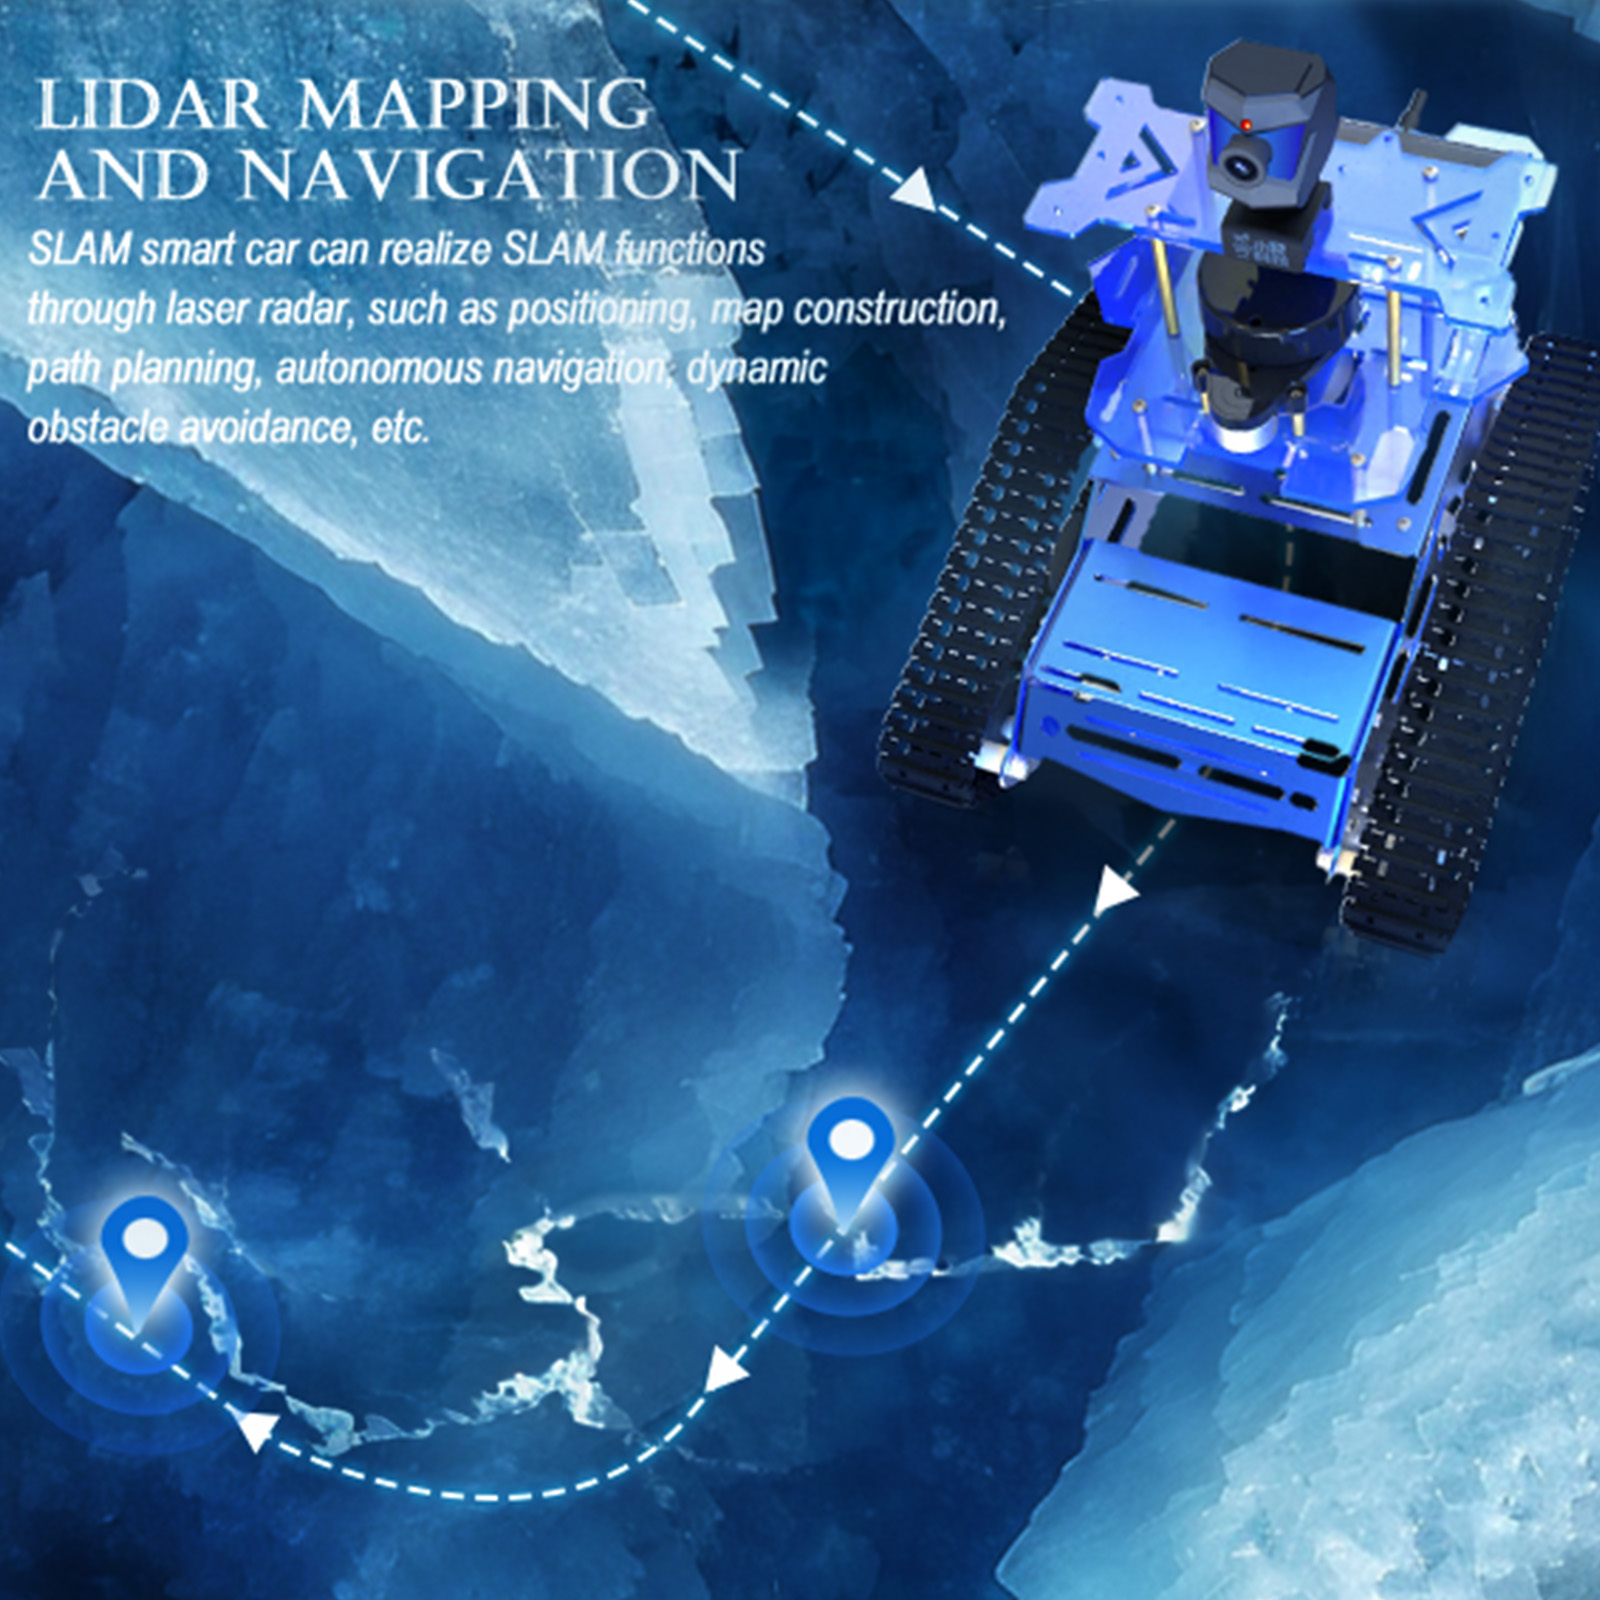 LIDAR MAPPING
AND NAVIGATION
SLAM smart car can realize SLAM functions
through laser radar, such as positioning, map construction,
path planning, autonomous navigation, dynamic
obstacle avoidance, etc.